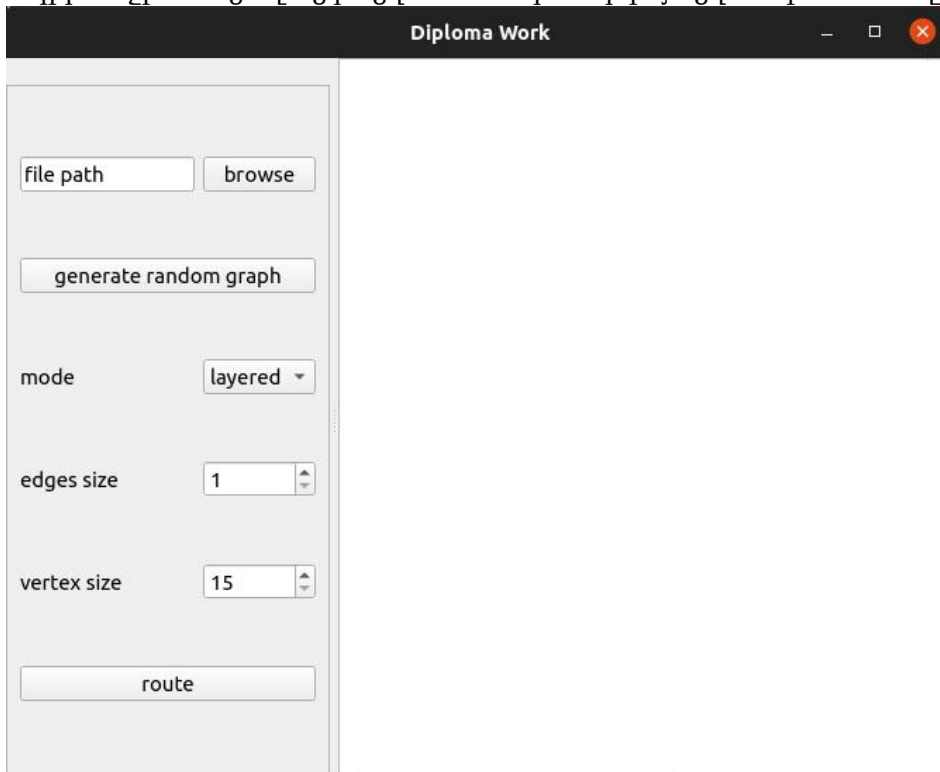 Diploma Work
file path browse
generate random graph
mode layered
edges size 1
vertex size 15
route